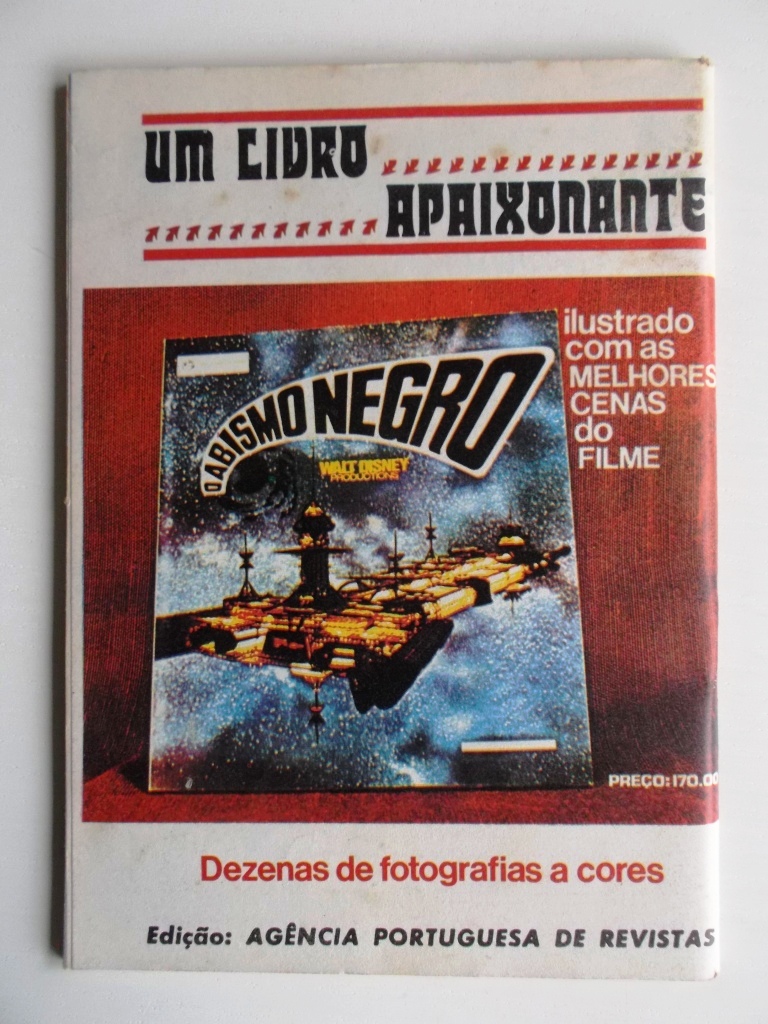 UM LIVRO
APAIXONANTE
ilustrado
com as
MELHORES
CENAS
do
FILME
O ABISMO NEGRO
WALT DISNEY
PRODUCTIONS
PREÇO: 170.00
Dezenas de fotografias a cores
Edição: AGÊNCIA PORTUGUESA DE REVISTAS